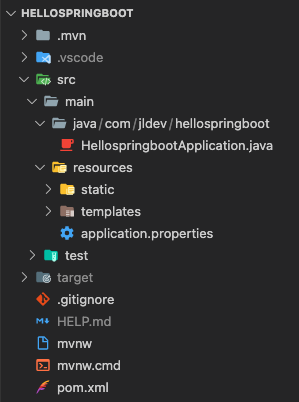 HELLOSPRINGBOOT
.mvn
.vscode
src
main
java/com/jldev/hellospringboot
HellospringbootApplication.java
resources
static
templates
application.properties
test
target
.gitignore
HELP.md
mvnw
mvnw.cmd
pom.xml